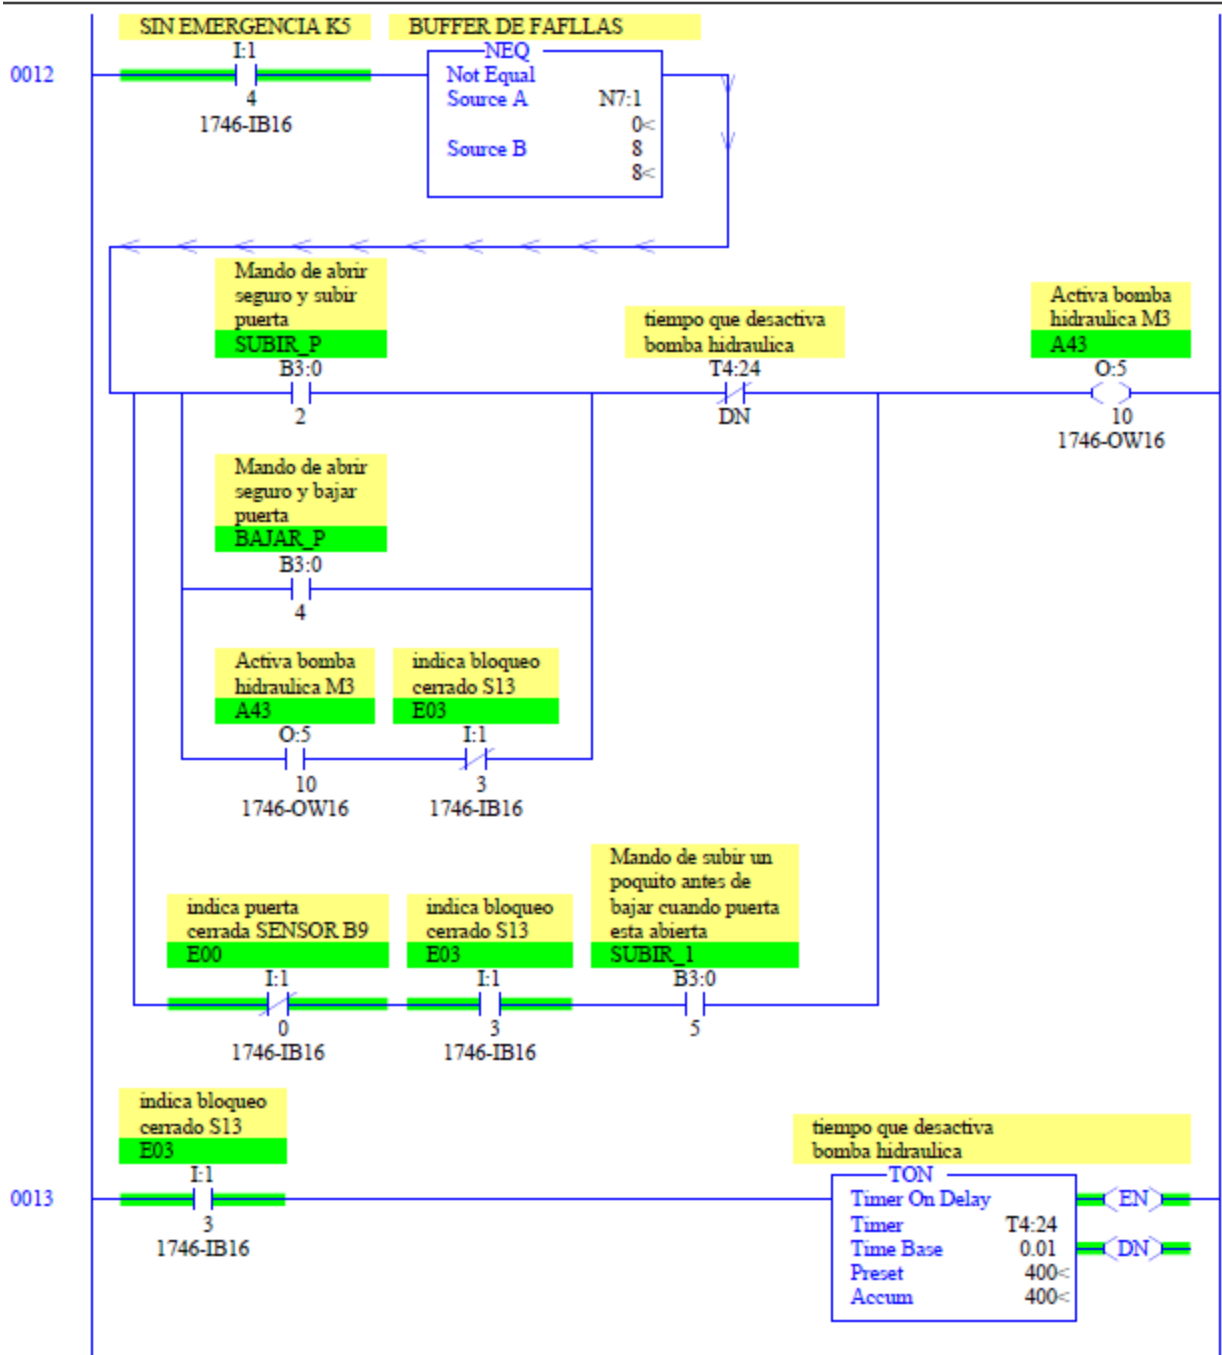 SIN EMERGENCIA K5
I:1
4
1746-IB16
BUFFER DE FAFLLAS
NEQ
Not Equal
Source A N7:1
0<
Source B 8
8<
0012
Mando de abrir
seguro y subir
puerta
SUBIR_P
B3:0
2
tiempo que desactiva
bomba hidraulica
T4:24
DN
Activa bomba
hidraulica M3
A43
O:5
10
1746-OW16
Mando de abrir
seguro y bajar
puerta
BAJAR_P
B3:0
4
Activa bomba
hidraulica M3
A43
O:5
10
1746-OW16
indica bloqueo
cerrado S13
E03
I:1
3
1746-IB16
indica puerta
cerrada SENSOR B9
E00
I:1
0
1746-IB16
indica bloqueo
cerrado S13
E03
I:1
3
1746-IB16
Mando de subir un
poquito antes de
bajar cuando puerta
esta abierta
SUBIR_1
B3:0
5
0013
indica bloqueo
cerrado S13
E03
I:1
3
1746-IB16
tiempo que desactiva
bomba hidraulica
TON
Timer On Delay
Timer T4:24
Time Base 0.01
Preset 400<
Accum 400<
EN
DN